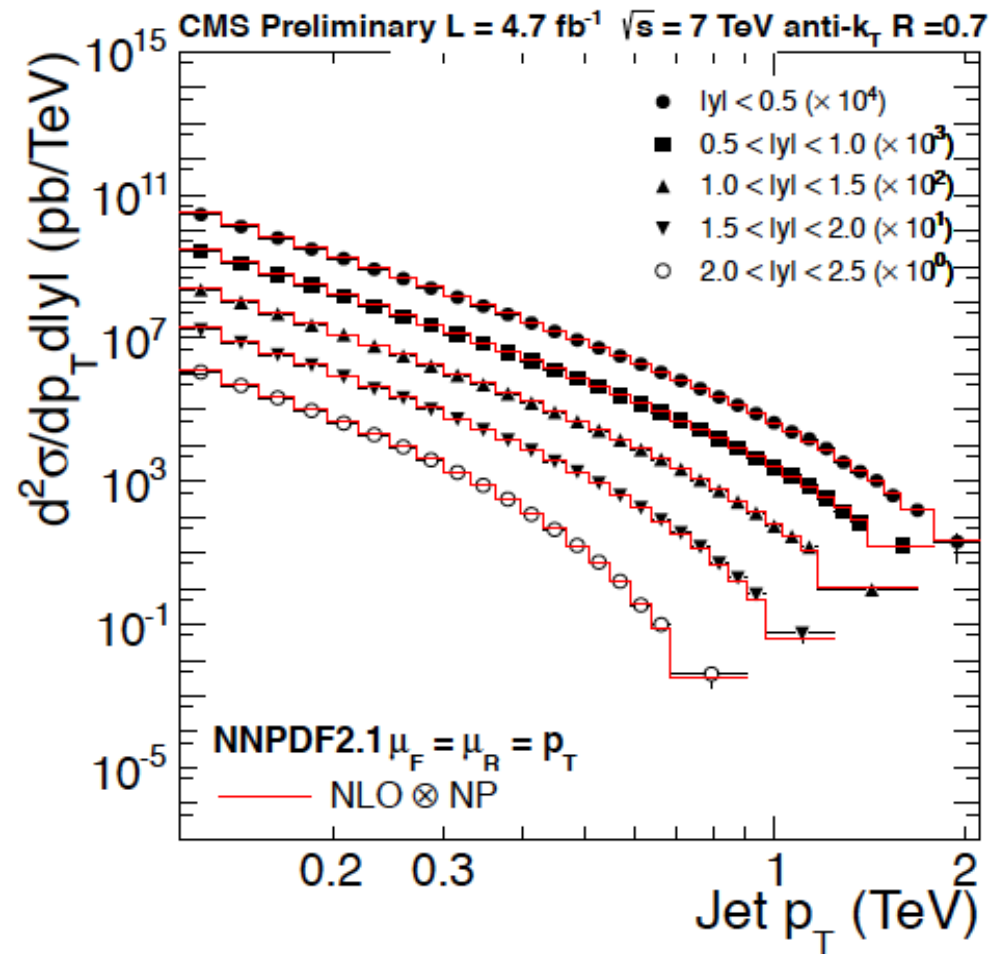 CMS Preliminary L = 4.7 fb⁻¹ √s = 7 TeV anti-k_T R =0.7
d²σ/dp_T d|y| (pb/TeV)
10¹⁵
10¹¹
10⁷
10³
10⁻¹
10⁻⁵
|y| < 0.5 (× 10⁴)
0.5 < |y| < 1.0 (× 10³)
1.0 < |y| < 1.5 (× 10²)
1.5 < |y| < 2.0 (× 10¹)
2.0 < |y| < 2.5 (× 10⁰)
NNPDF2.1 μ_F = μ_R = p_T
NLO ⊗ NP
0.2 0.3 1 2
Jet p_T (TeV)